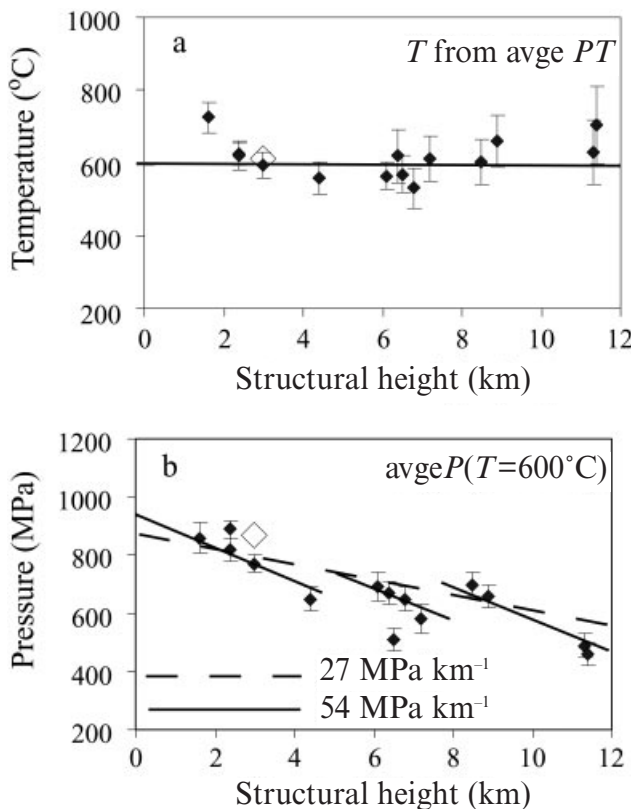 a
T from avge PT
Temperature (°C)
1000
800
600
400
200
0 2 4 6 8 10 12
Structural height (km)
b
avgeP(T=600°C)
Pressure (MPa)
1200
1000
800
600
400
200
27 MPa km⁻¹
54 MPa km⁻¹
0 2 4 6 8 10 12
Structural height (km)